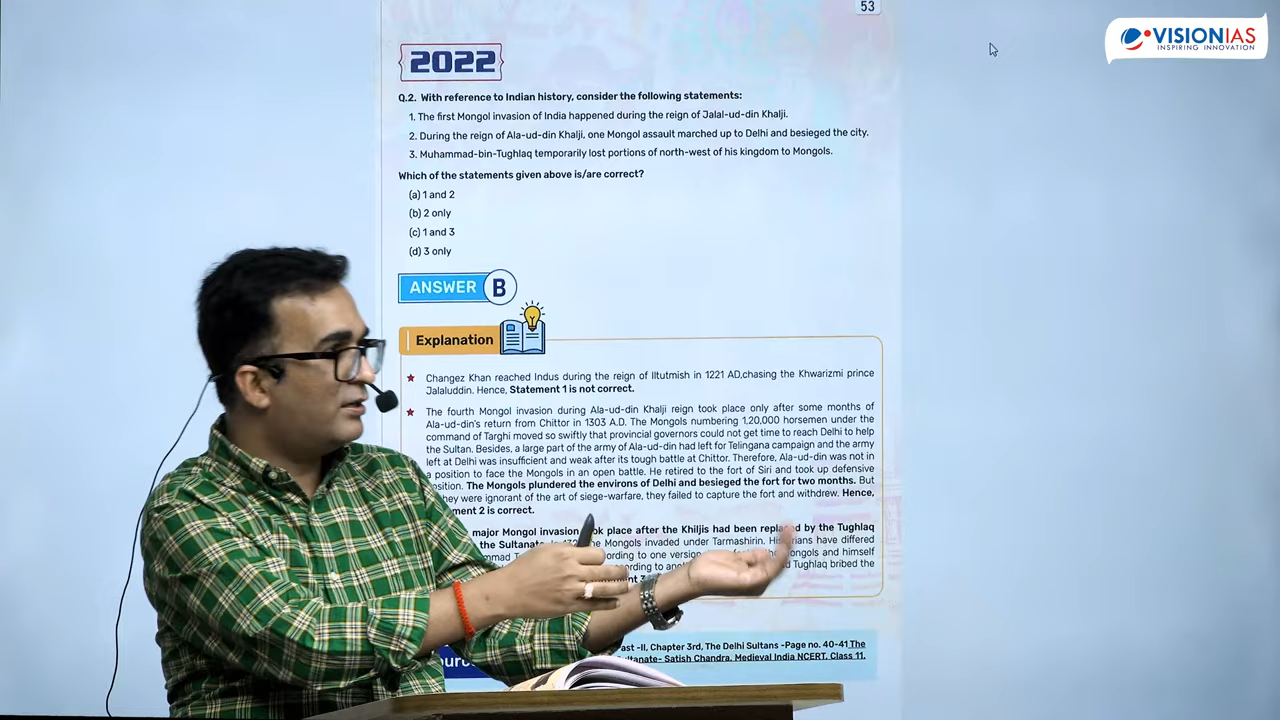 53
VISIONIAS
INSPIRING INNOVATION
2022
Q.2. With reference to Indian history, consider the following statements:
1. The first Mongol invasion of India happened during the reign of Jalal-ud-din Khalji.
2. During the reign of Ala-ud-din Khalji, one Mongol assault marched up to Delhi and besieged the city.
3. Muhammad-bin-Tughlaq temporarily lost portions of north-west of his kingdom to Mongols.
Which of the statements given above is/are correct?
(a) 1 and 2
(b) 2 only
(c) 1 and 3
(d) 3 only
ANSWER B
Explanation
Changez Khan reached Indus during the reign of Iltutmish in 1221 AD,chasing the Khwarizmi prince
Jalaluddin. Hence, Statement 1 is not correct.
The fourth Mongol invasion during Ala-ud-din Khalji reign took place only after some months of
Ala-ud-din's return from Chittor in 1303 A.D. The Mongols numbering 1,20,000 horsemen under the
command of Targhi moved so swiftly that provincial governors could not get time to reach Delhi to help
the Sultan. Besides, a large part of the army of Ala-ud-din had left for Telingana campaign and the army
left at Delhi was insufficient and weak after its tough battle at Chittor. Therefore, Ala-ud-din was not in
a position to face the Mongols in an open battle. He retired to the fort of Siri and took up defensive
osition. The Mongols plundered the environs of Delhi and besieged the fort for two months. But
hey were ignorant of the art of siege-warfare, they failed to capture the fort and withdrew. Hence,
ment 2 is correct.
major Mongol invasion ok place after the Khiljis had been replaced by the Tughlaq
the Sultanate. Mongols invaded under Tarmashirin. have differed
according to one version ongols and himself
Tughlaq bribed the
ast -II, Chapter 3rd, The Delhi Sultans -Page no. 40-41 The
ltanate- Satish Chandra. Medieval India NCERT. Class 11.